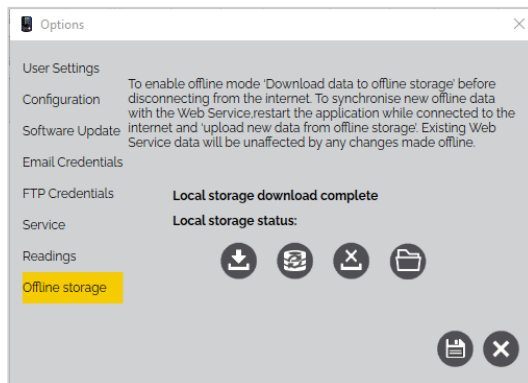 Options
User Settings
Configuration
Software Update
Email Credentials
FTP Credentials
Service
Readings
Offline storage
To enable offline mode 'Download data to offline storage' before
disconnecting from the internet. To synchronise new offline data
with the Web Service,restart the application while connected to the
internet and 'upload new data from offline storage'. Existing Web
Service data will be unaffected by any changes made offline.
Local storage download complete
Local storage status: